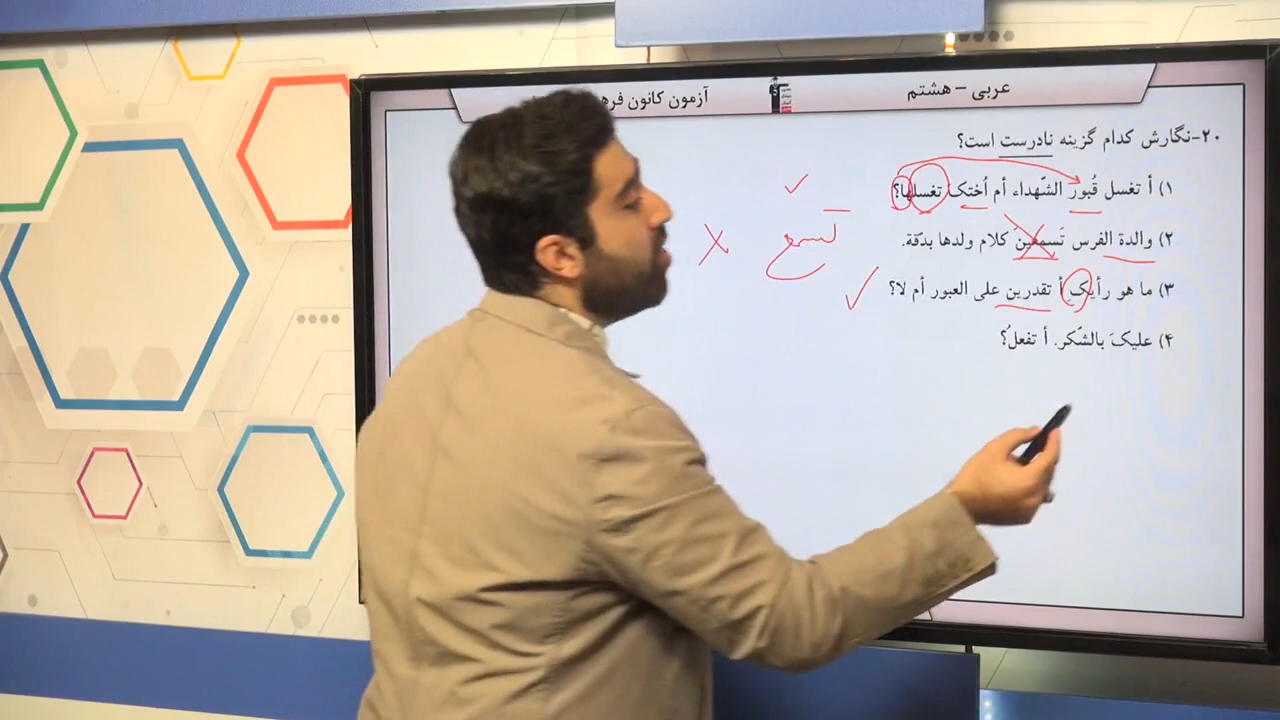 عربی - هشتم
آزمون کانون
۲۰-نگارش کدام گزینه نادرست است؟
۱) أ تغسل قُبورَ الشّهداء أم اُختکَ تغسلها؟
۲) والدة الفرس تَسمعینَ کلام ولدها بدقّة.
۳) ما هو رأیکِ أ تقدرین علی العبور أم لا؟
۴) علیکَ بالشّکر. أ تفعلُ؟
تسمع